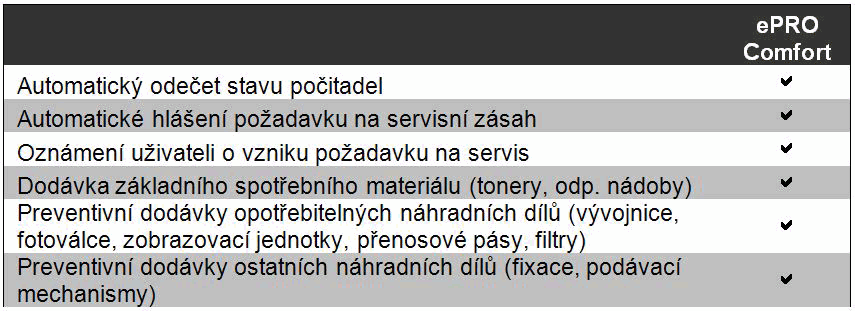 ePRO
Comfort
Automatický odečet stavu počitadel
Automatické hlášení požadavku na servisní zásah
Oznámení uživateli o vzniku požadavku na servis
Dodávka základního spotřebního materiálu (tonery, odp. nádoby)
Preventivní dodávky opotřebitelných náhradních dílů (vývojnice,
fotoválce, zobrazovací jednotky, přenosové pásy, filtry)
Preventivní dodávky ostatních náhradních dílů (fixace, podávací
mechanismy)